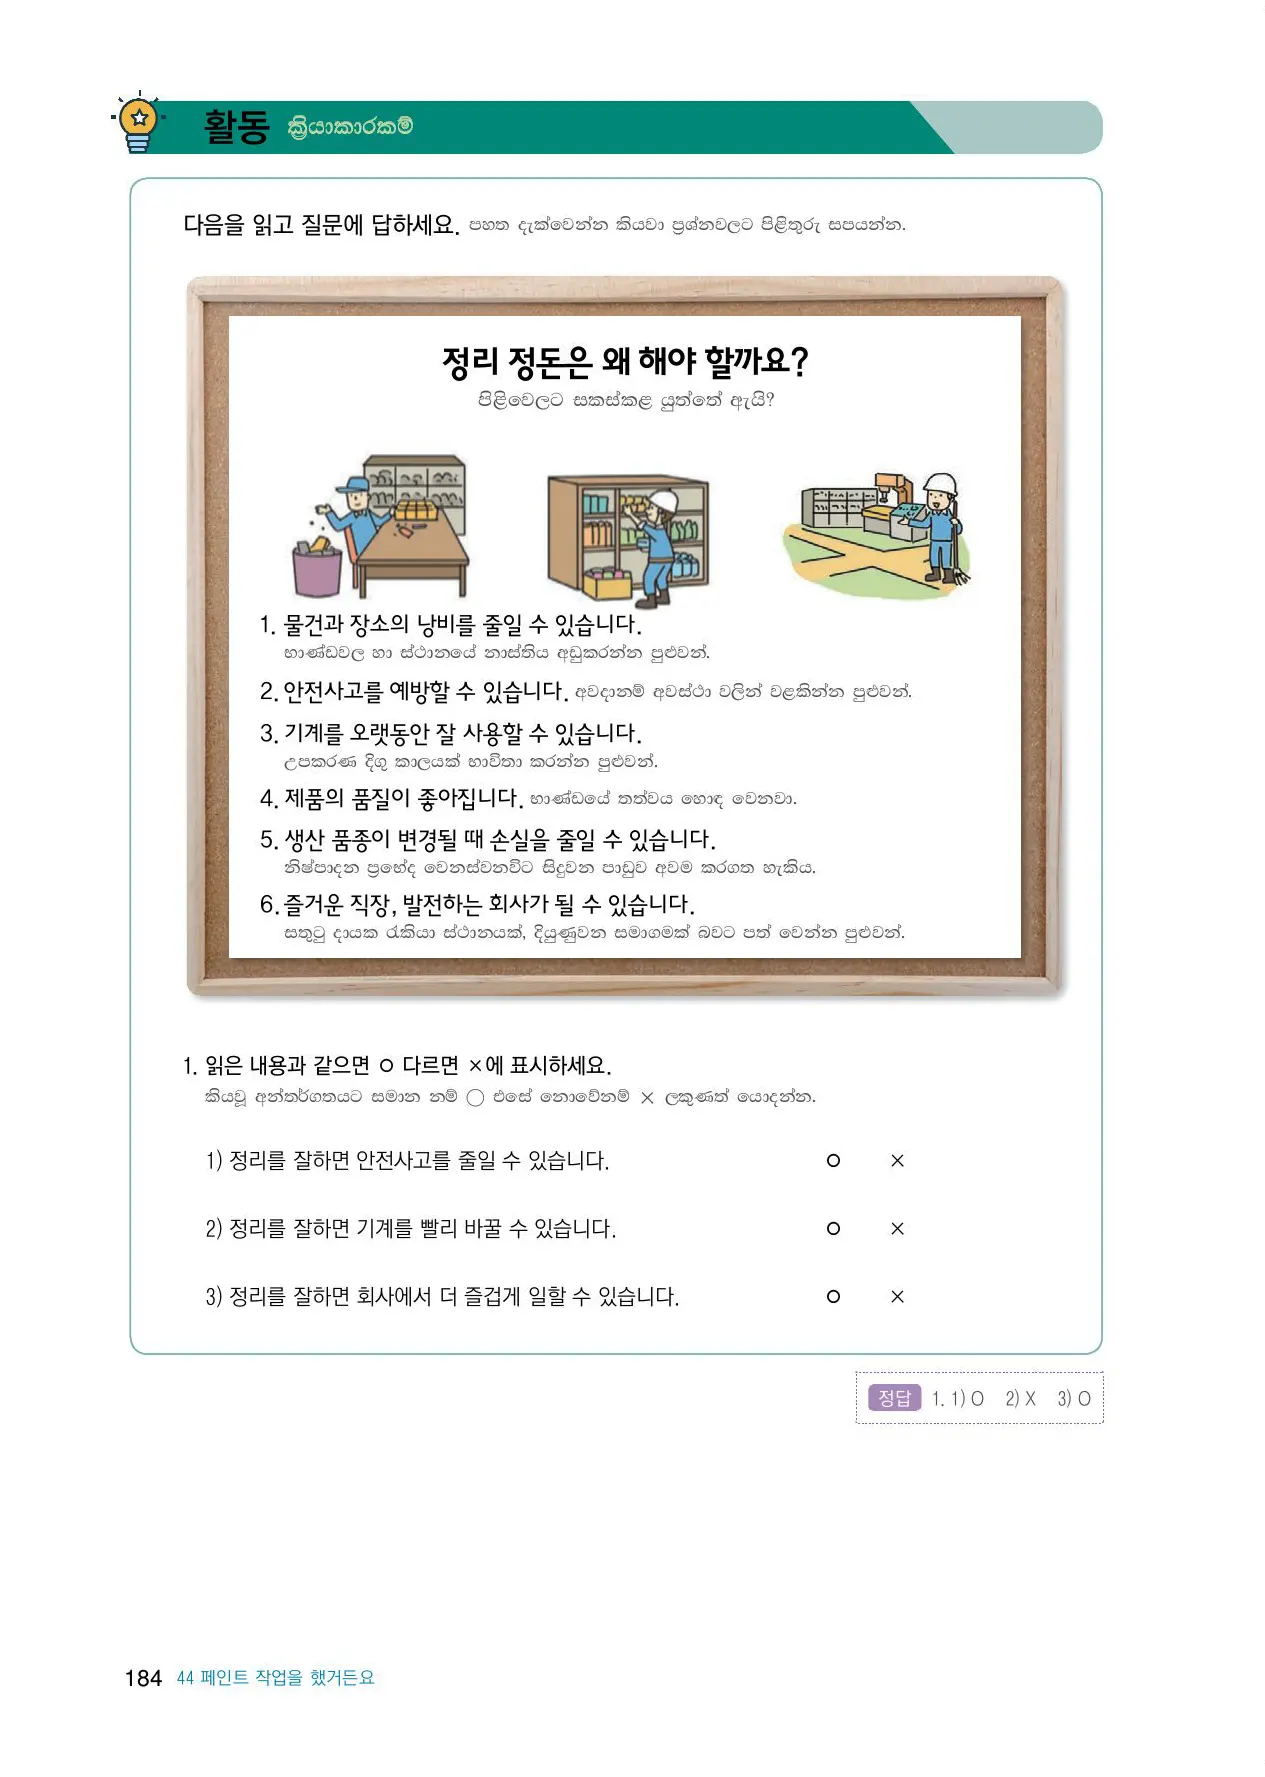 활동 ක්‍රියාකාරකම්
다음을 읽고 질문에 답하세요. පහත දැක්වෙන්න කියවා ප්‍රශ්නවලට පිළිතුරු සපයන්න.
정리 정돈은 왜 해야 할까요?
පිළිවෙලට සකස්කළ යුත්තේ ඇයි?
1. 물건과 장소의 낭비를 줄일 수 있습니다.
භාණ්ඩවල හා ස්ථානයේ නාස්තිය අඩුකරන්න පුළුවන්.
2. 안전사고를 예방할 수 있습니다. අවදානම් අවස්ථා වලින් වළකින්න පුළුවන්.
3. 기계를 오랫동안 잘 사용할 수 있습니다.
උපකරණ දිගු කාලයක් භාවිතා කරන්න පුළුවන්.
4. 제품의 품질이 좋아집니다. භාණ්ඩයේ තත්වය හොඳ වෙනවා.
5. 생산 품종이 변경될 때 손실을 줄일 수 있습니다.
නිෂ්පාදන ප්‍රභේද වෙනස්වනවිට සිදුවන පාඩුව අවම කරගත හැකිය.
6. 즐거운 직장, 발전하는 회사가 될 수 있습니다.
සතුටු දායක රැකියා ස්ථානයක්, දියුණුවන සමාගමක් බවට පත් වෙන්න පුළුවන්.
1. 읽은 내용과 같으면 ○ 다르면 ×에 표시하세요.
කියවූ අන්තර්ගතයට සමාන නම් ○ එසේ නොවේනම් × ලකුණත් යොදන්න.
1) 정리를 잘하면 안전사고를 줄일 수 있습니다. ○ ×
2) 정리를 잘하면 기계를 빨리 바꿀 수 있습니다. ○ ×
3) 정리를 잘하면 회사에서 더 즐겁게 일할 수 있습니다. ○ ×
정답 1. 1) O 2) X 3) O
184 44 페인트 작업을 했거든요